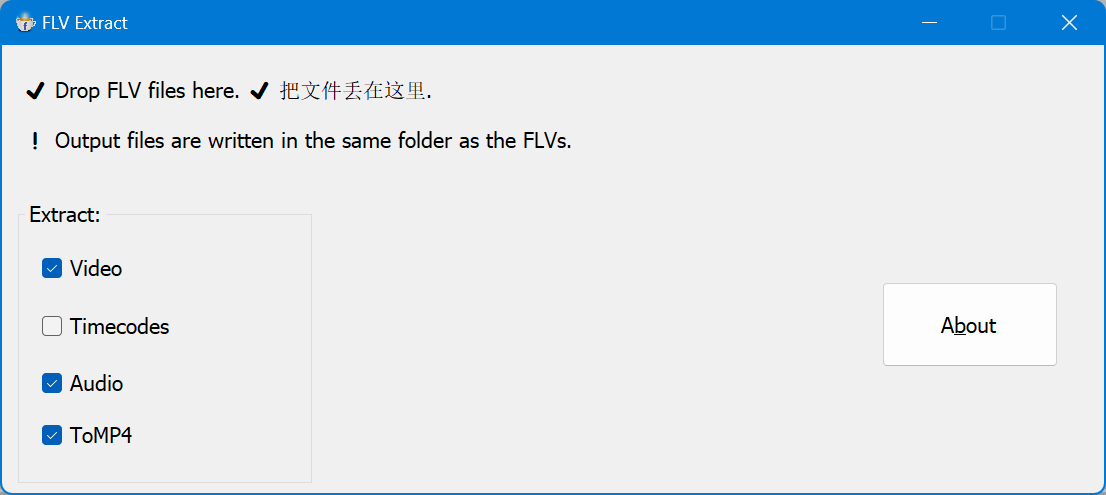 FLV Extract
✔ Drop FLV files here. ✔ 把文件丢在这里.
! Output files are written in the same folder as the FLVs.
Extract:
Video
Timecodes
Audio
ToMP4
About